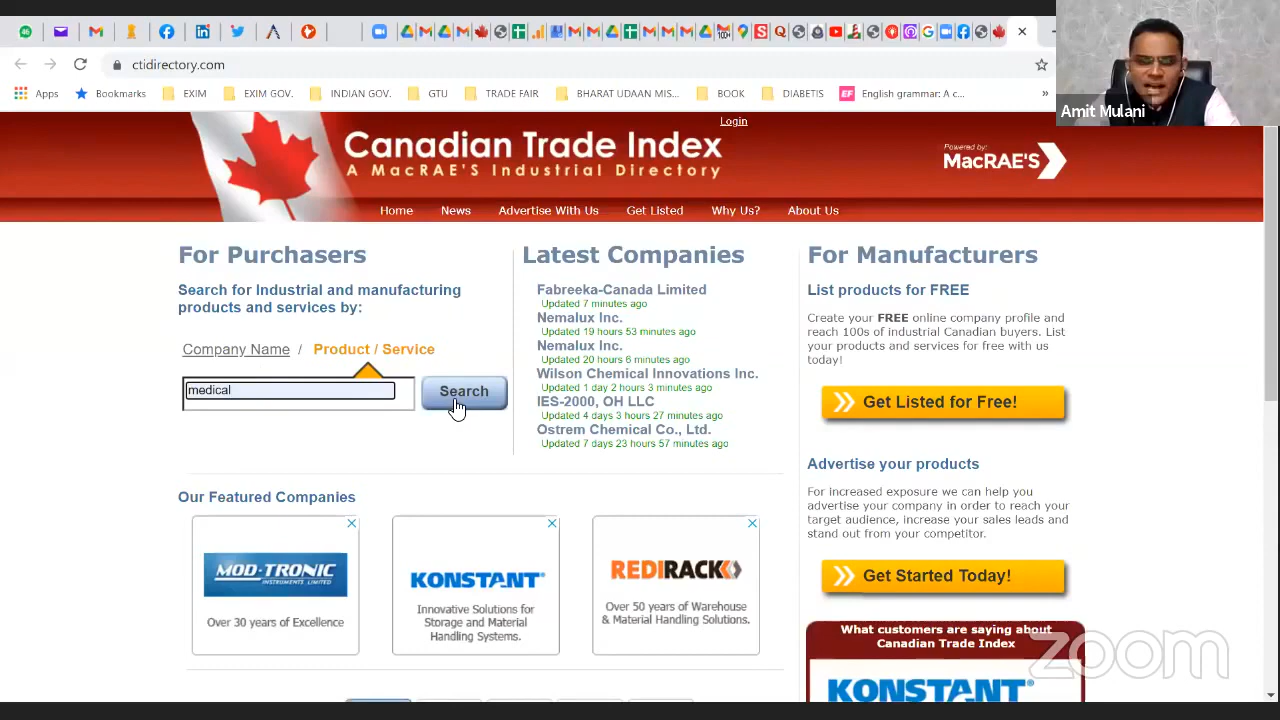 ctidirectory.com
Apps
Bookmarks
EXIM
EXIM GOV.
INDIAN GOV.
GTU
TRADE FAIR
BHARAT UDAAN MIS...
BOOK
DIABETIS
EF
English grammar: A c...
»
Amit Mulani
Login
Canadian Trade Index
A MacRAE'S Industrial Directory
Powered by:
MacRAE'S
Home
News
Advertise With Us
Get Listed
Why Us?
About Us
For Purchasers
Search for Industrial and manufacturing
products and services by:
Company Name / Product / Service
medical
Search
Latest Companies
Fabreeka-Canada Limited
Updated 7 minutes ago
Nemalux Inc.
Updated 19 hours 53 minutes ago
Nemalux Inc.
Updated 20 hours 6 minutes ago
Wilson Chemical Innovations Inc.
Updated 1 day 2 hours 3 minutes ago
IES-2000, OH LLC
Updated 4 days 3 hours 27 minutes ago
Ostrem Chemical Co., Ltd.
Updated 7 days 23 hours 57 minutes ago
For Manufacturers
List products for FREE
Create your FREE online company profile and
reach 100s of industrial Canadian buyers. List
your products and services for free with us
today!
Get Listed for Free!
Advertise your products
For increased exposure we can help you
advertise your company in order to reach your
target audience, increase your sales leads and
stand out from your competitor.
Get Started Today!
Our Featured Companies
MOD-TRONIC
INSTRUMENTS LIMITED
Over 30 years of Excellence
KONSTANT
Innovative Solutions for
Storage and Material
Handling Systems.
REDIRACK
Over 50 years of Warehouse
& Material Handling Solutions.
What customers are saying about
Canadian Trade Index
KONSTANT
zoom